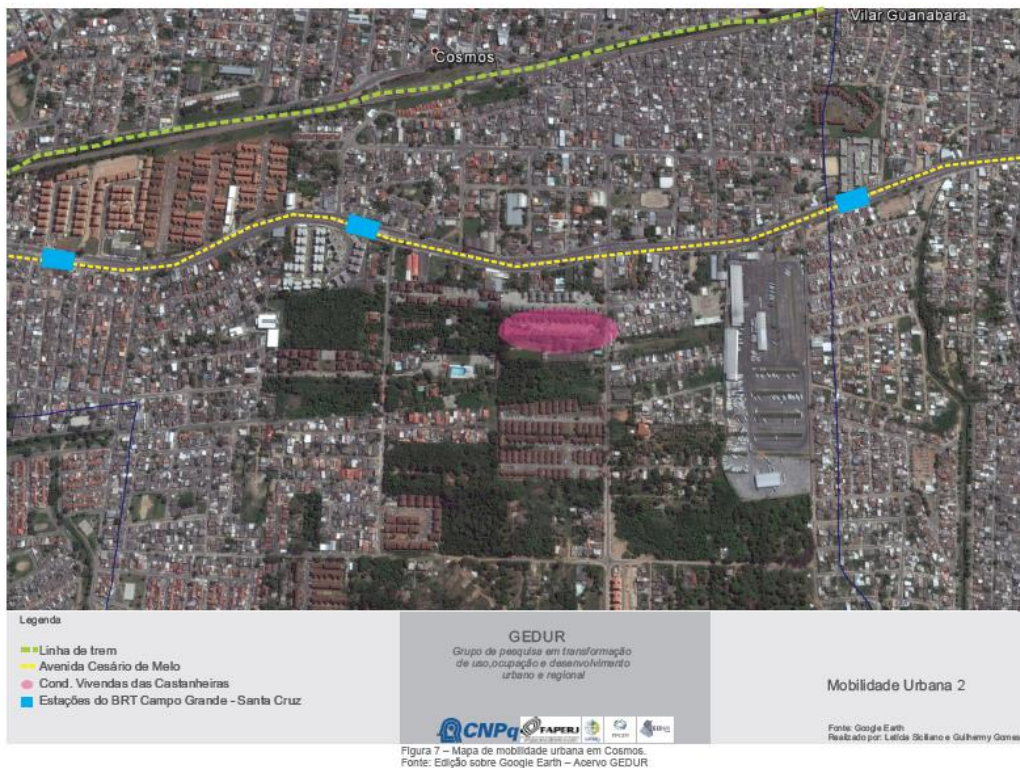 Vilar Guanabara
Cosmos
Legenda
Linha de trem
Avenida Cesário de Melo
Cond. Vivendas das Castanheiras
Estações do BRT Campo Grande - Santa Cruz
GEDUR
Grupo de pesquisa em transformação
de uso,ocupação e desenvolvimento
urbano e regional
CNPq
FAPERJ
Mobilidade Urbana 2
Fonte: Google Earth
Realizado por: Letícia Siciliano e Guilhermy Gomes
Figura 7 – Mapa de mobilidade urbana em Cosmos.
Fonte: Edição sobre Google Earth – Acervo GEDUR